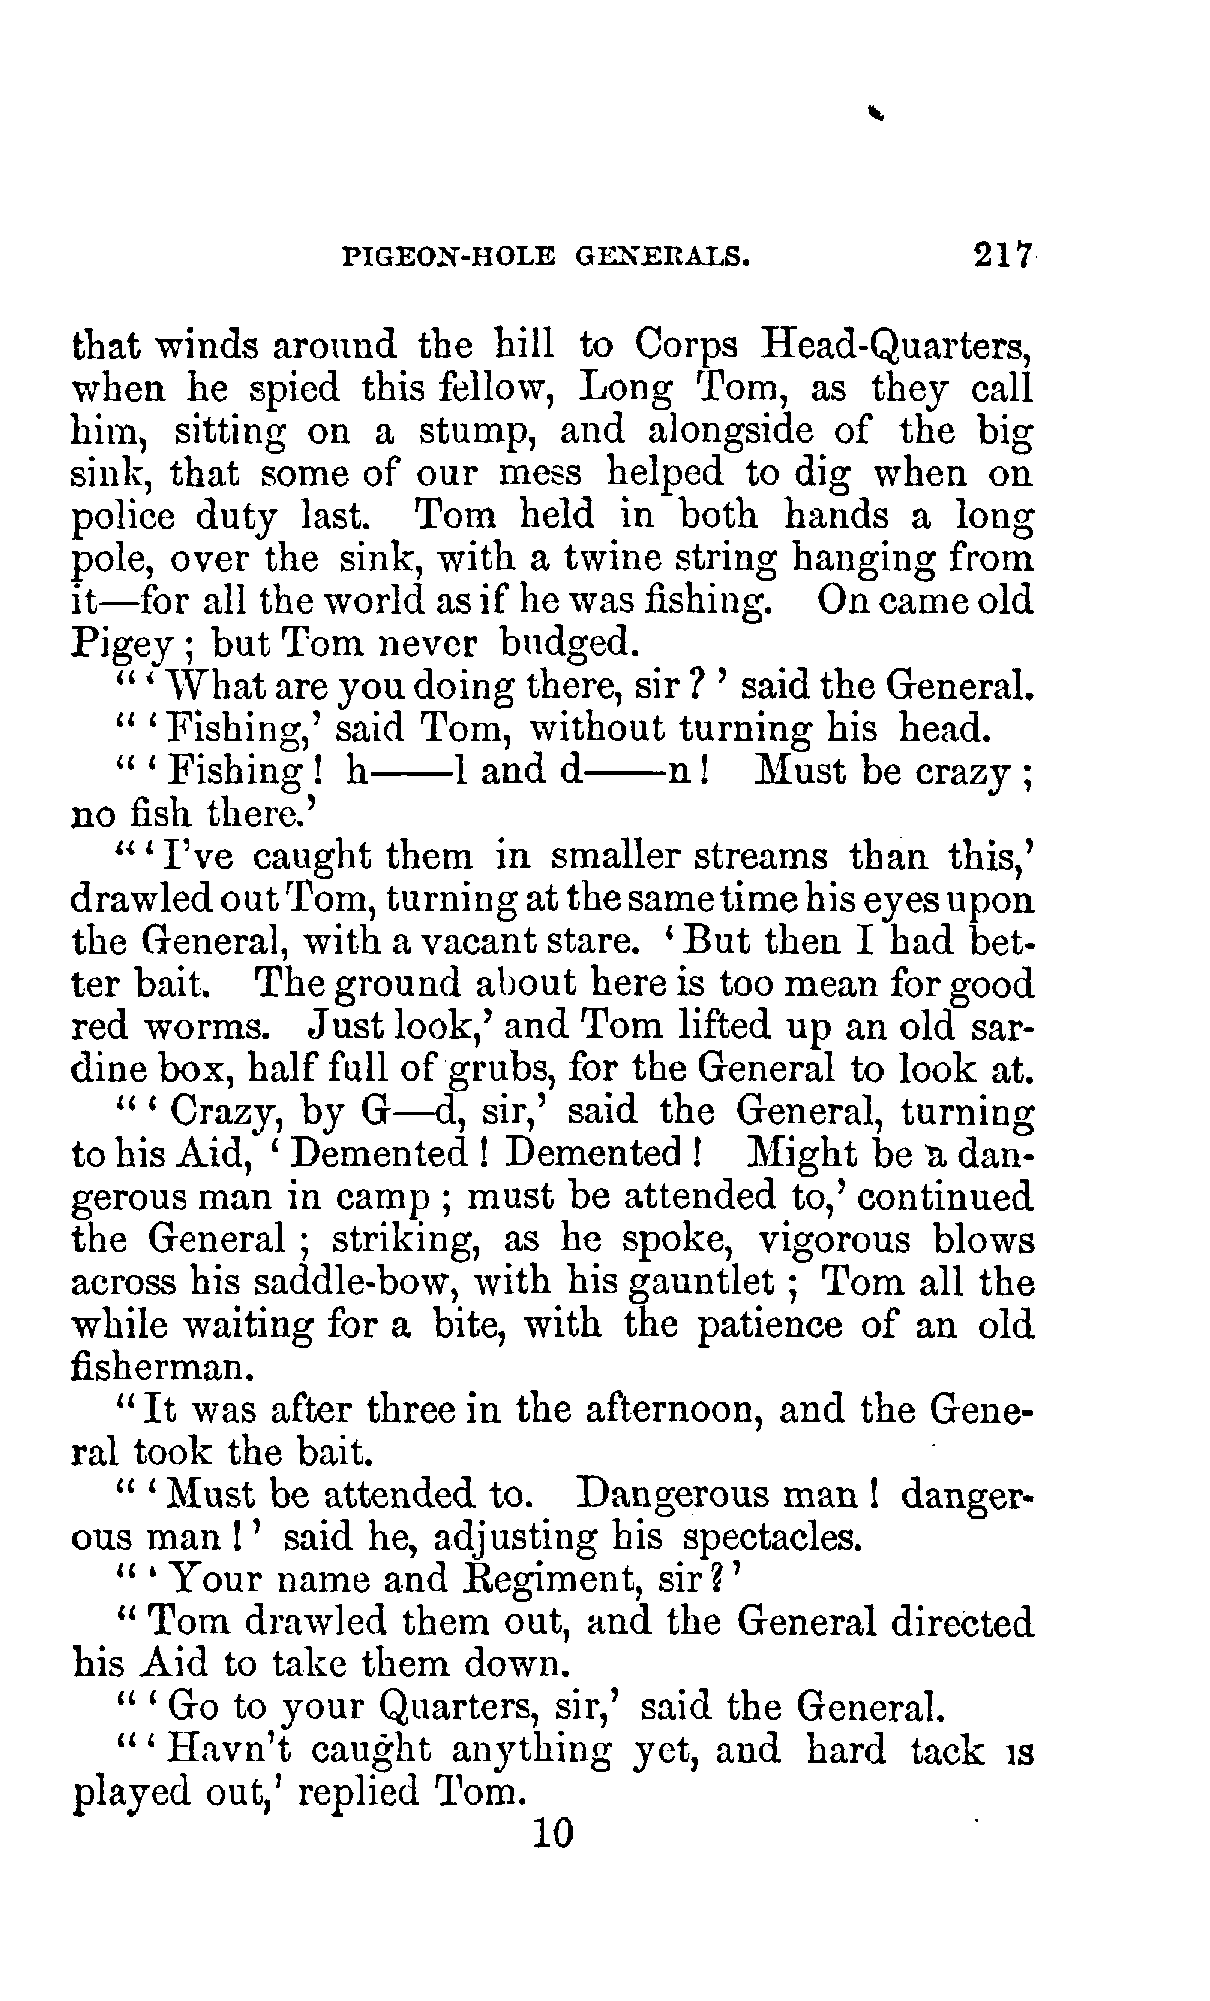 PIGEON-HOLE GENERALS. 217
that winds around the hill to Corps Head-Quarters,
when he spied this fellow, Long Tom, as they call
him, sitting on a stump, and alongside of the big
sink, that some of our mess helped to dig when on
police duty last. Tom held in both hands a long
pole, over the sink, with a twine string hanging from
it—for all the world as if he was fishing. On came old
Pigey ; but Tom never budged.
“ ‘ What are you doing there, sir ? ’ said the General.
“ ‘ Fishing,’ said Tom, without turning his head.
“ ‘ Fishing ! h——l and d——n ! Must be crazy ;
no fish there.’
“ ‘ I’ve caught them in smaller streams than this,’
drawled out Tom, turning at the same time his eyes upon
the General, with a vacant stare. ‘ But then I had bet-
ter bait. The ground about here is too mean for good
red worms. Just look,’ and Tom lifted up an old sar-
dine box, half full of grubs, for the General to look at.
“ ‘ Crazy, by G—d, sir,’ said the General, turning
to his Aid, ‘ Demented ! Demented ! Might be a dan-
gerous man in camp ; must be attended to,’ continued
the General ; striking, as he spoke, vigorous blows
across his saddle-bow, with his gauntlet ; Tom all the
while waiting for a bite, with the patience of an old
fisherman.
“ It was after three in the afternoon, and the Gene-
ral took the bait.
“ ‘ Must be attended to. Dangerous man ! danger-
ous man ! ’ said he, adjusting his spectacles.
“ ‘ Your name and Regiment, sir ? ’
“ Tom drawled them out, and the General directed
his Aid to take them down.
“ ‘ Go to your Quarters, sir,’ said the General.
“ ‘ Havn’t caught anything yet, and hard tack is
played out,’ replied Tom.
10